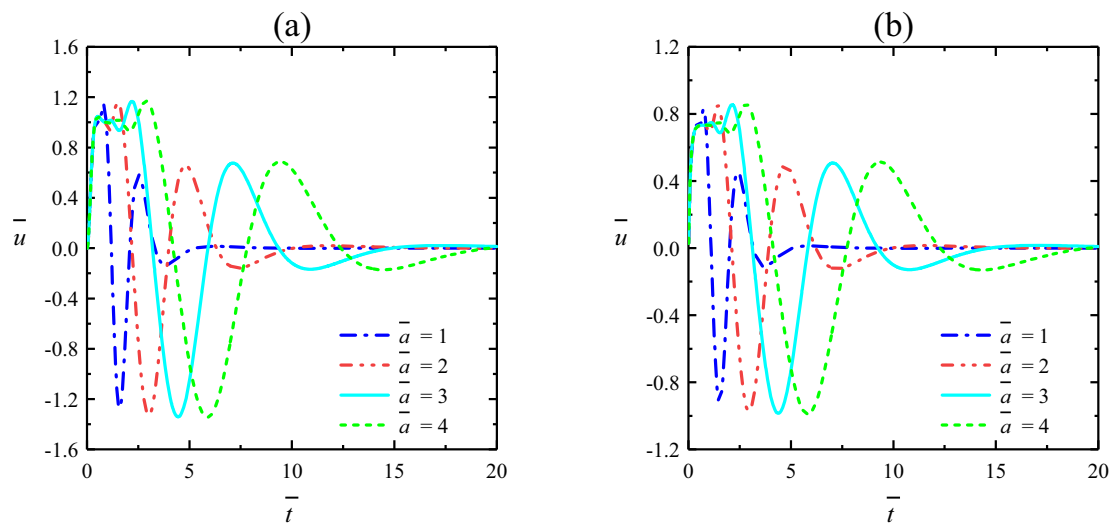 (a)
1.6
1.2
0.8
0.4
0.0
-0.4
-0.8
-1.2
-1.6
u̅
0 5 10 15 20
t̅
a̅ = 1
a̅ = 2
a̅ = 3
a̅ = 4
(b)
1.2
0.8
0.4
0.0
-0.4
-0.8
-1.2
u̅
0 5 10 15 20
t̅
a̅ = 1
a̅ = 2
a̅ = 3
a̅ = 4